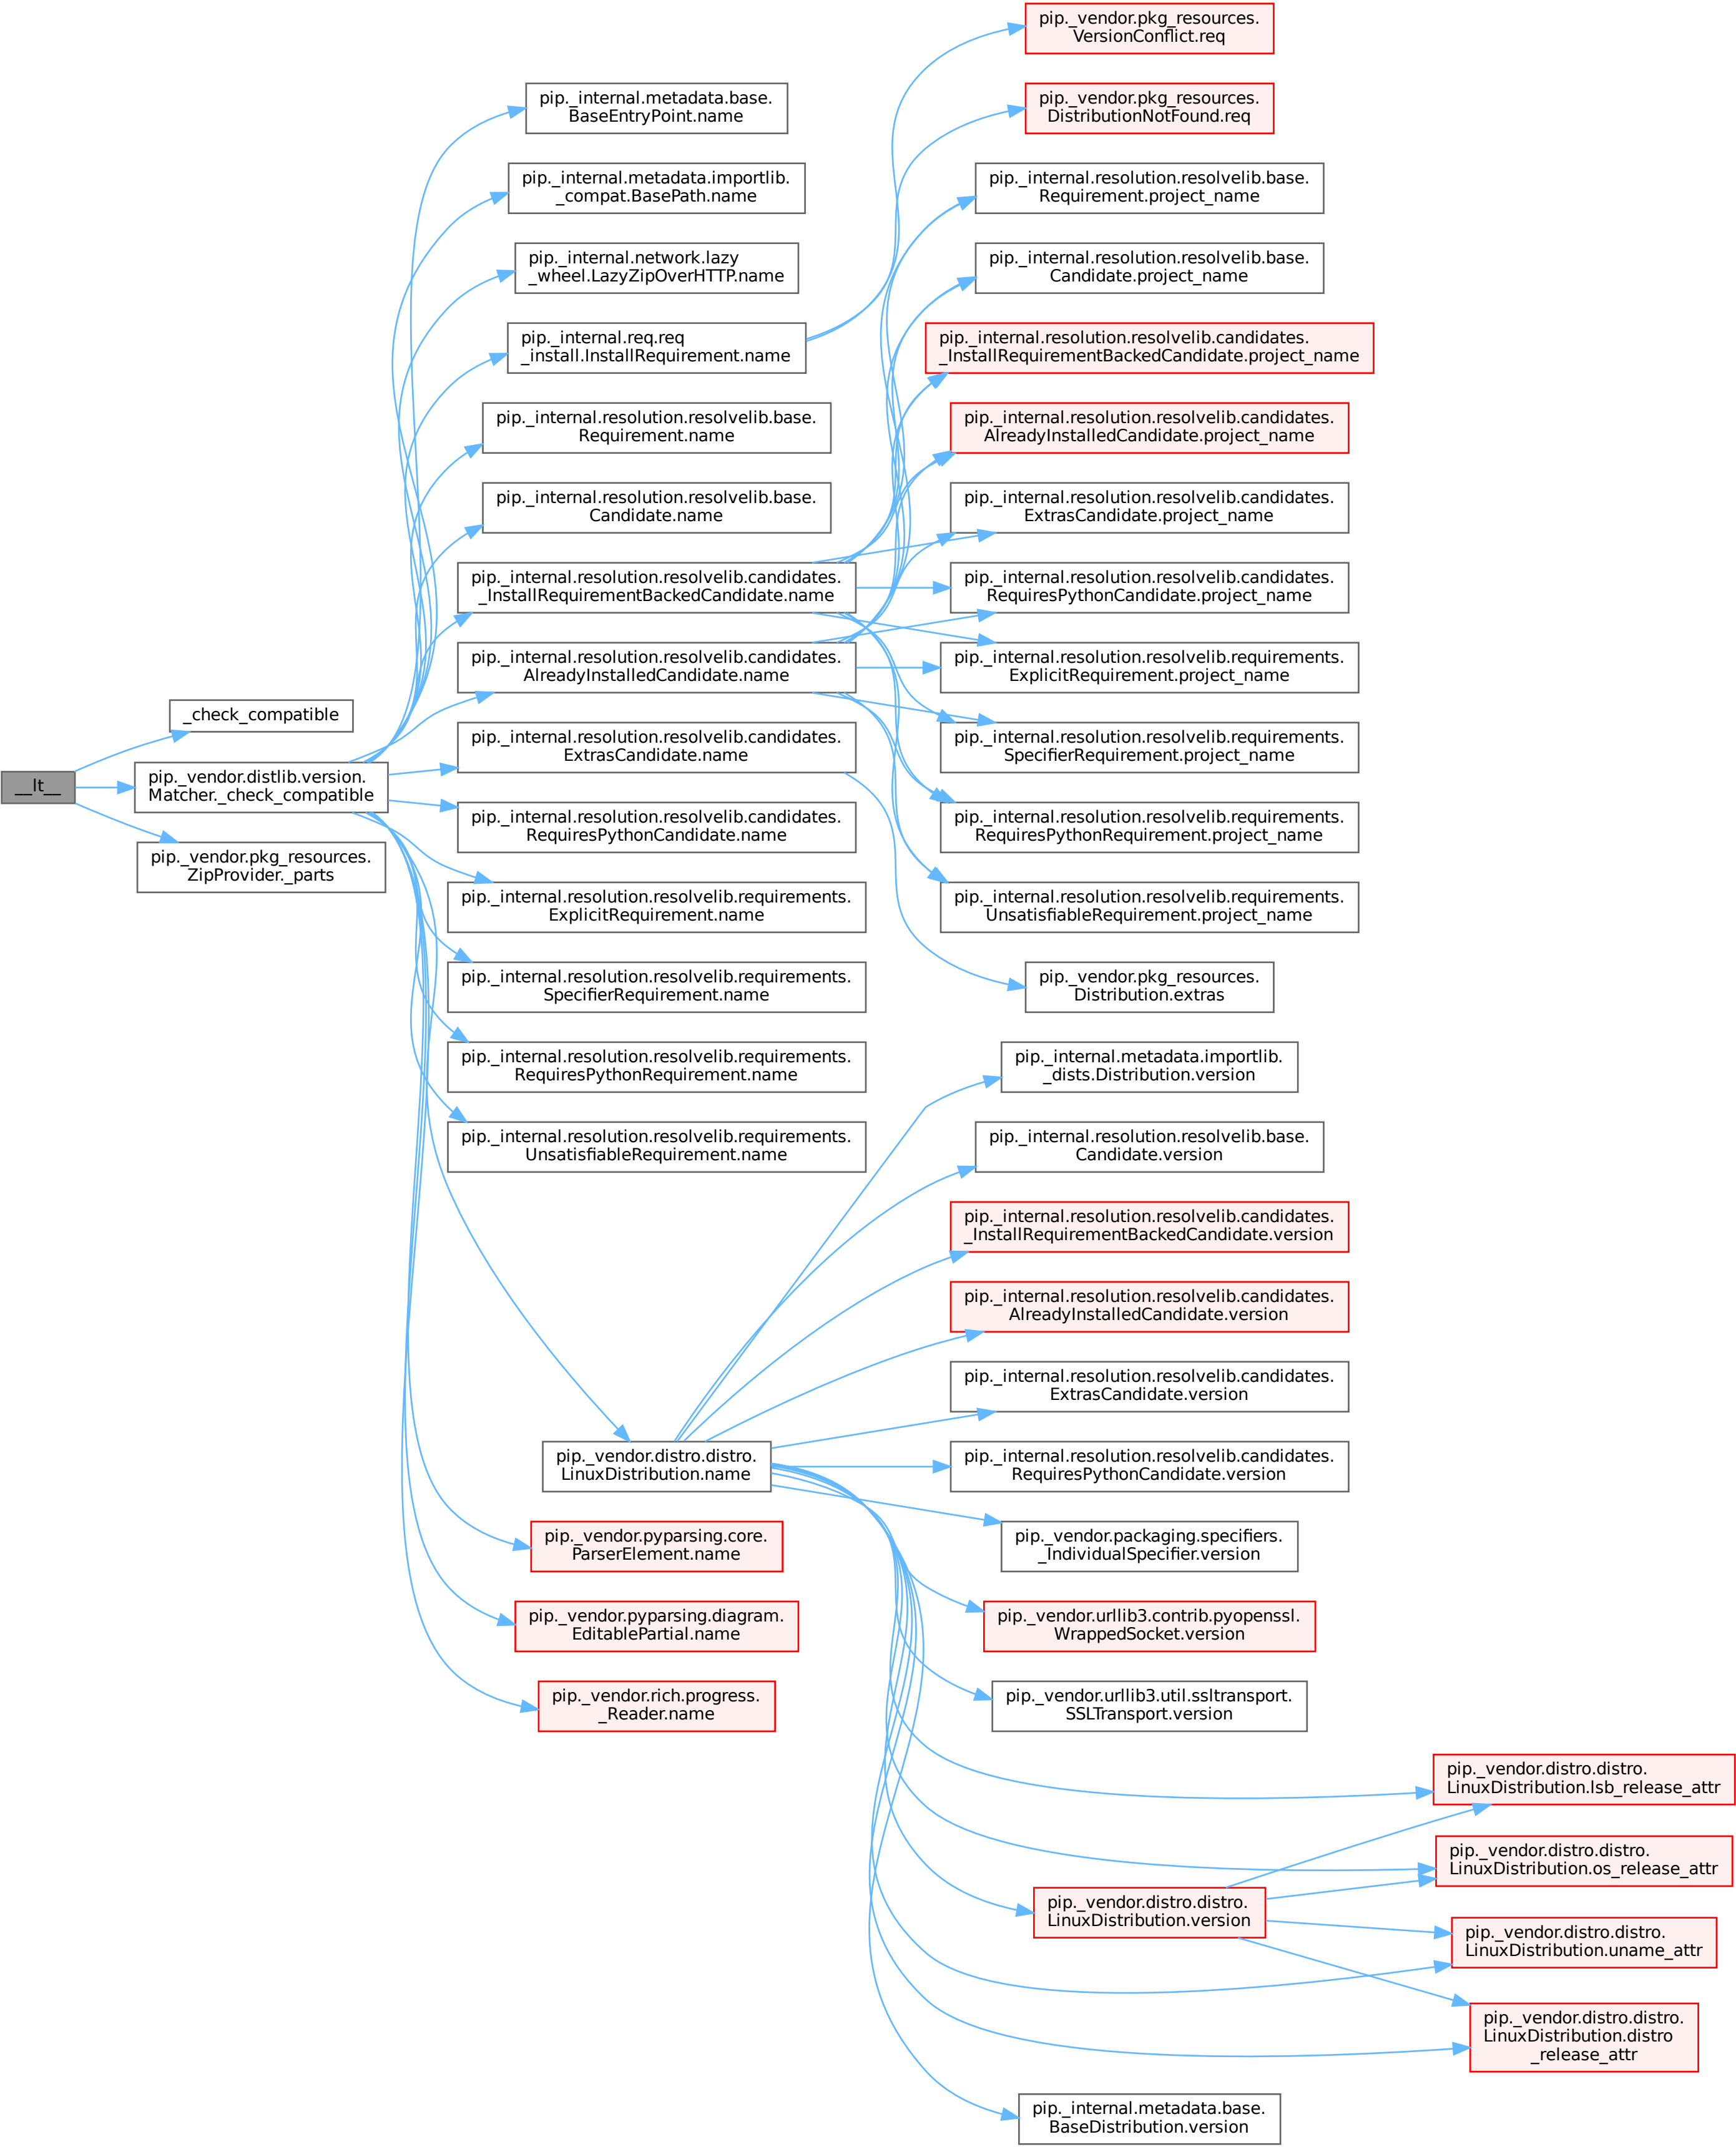 __lt__
_check_compatible
pip._vendor.distlib.version.
Matcher._check_compatible
pip._vendor.pkg_resources.
ZipProvider._parts
pip._internal.metadata.base.
BaseEntryPoint.name
pip._internal.metadata.importlib.
_compat.BasePath.name
pip._internal.network.lazy
_wheel.LazyZipOverHTTP.name
pip._internal.req.req
_install.InstallRequirement.name
pip._internal.resolution.resolvelib.base.
Requirement.name
pip._internal.resolution.resolvelib.base.
Candidate.name
pip._internal.resolution.resolvelib.candidates.
_InstallRequirementBackedCandidate.name
pip._internal.resolution.resolvelib.candidates.
AlreadyInstalledCandidate.name
pip._internal.resolution.resolvelib.candidates.
ExtrasCandidate.name
pip._internal.resolution.resolvelib.candidates.
RequiresPythonCandidate.name
pip._internal.resolution.resolvelib.requirements.
ExplicitRequirement.name
pip._internal.resolution.resolvelib.requirements.
SpecifierRequirement.name
pip._internal.resolution.resolvelib.requirements.
RequiresPythonRequirement.name
pip._internal.resolution.resolvelib.requirements.
UnsatisfiableRequirement.name
pip._vendor.distro.distro.
LinuxDistribution.name
pip._vendor.pyparsing.core.
ParserElement.name
pip._vendor.pyparsing.diagram.
EditablePartial.name
pip._vendor.rich.progress.
_Reader.name
pip._vendor.pkg_resources.
VersionConflict.req
pip._vendor.pkg_resources.
DistributionNotFound.req
pip._internal.resolution.resolvelib.base.
Requirement.project_name
pip._internal.resolution.resolvelib.base.
Candidate.project_name
pip._internal.resolution.resolvelib.candidates.
_InstallRequirementBackedCandidate.project_name
pip._internal.resolution.resolvelib.candidates.
AlreadyInstalledCandidate.project_name
pip._internal.resolution.resolvelib.candidates.
ExtrasCandidate.project_name
pip._internal.resolution.resolvelib.candidates.
RequiresPythonCandidate.project_name
pip._internal.resolution.resolvelib.requirements.
ExplicitRequirement.project_name
pip._internal.resolution.resolvelib.requirements.
SpecifierRequirement.project_name
pip._internal.resolution.resolvelib.requirements.
RequiresPythonRequirement.project_name
pip._internal.resolution.resolvelib.requirements.
UnsatisfiableRequirement.project_name
pip._vendor.pkg_resources.
Distribution.extras
pip._internal.metadata.importlib.
_dists.Distribution.version
pip._internal.resolution.resolvelib.base.
Candidate.version
pip._internal.resolution.resolvelib.candidates.
_InstallRequirementBackedCandidate.version
pip._internal.resolution.resolvelib.candidates.
AlreadyInstalledCandidate.version
pip._internal.resolution.resolvelib.candidates.
ExtrasCandidate.version
pip._internal.resolution.resolvelib.candidates.
RequiresPythonCandidate.version
pip._vendor.packaging.specifiers.
_IndividualSpecifier.version
pip._vendor.urllib3.contrib.pyopenssl.
WrappedSocket.version
pip._vendor.urllib3.util.ssltransport.
SSLTransport.version
pip._vendor.distro.distro.
LinuxDistribution.version
pip._internal.metadata.base.
BaseDistribution.version
pip._vendor.distro.distro.
LinuxDistribution.lsb_release_attr
pip._vendor.distro.distro.
LinuxDistribution.os_release_attr
pip._vendor.distro.distro.
LinuxDistribution.uname_attr
pip._vendor.distro.distro.
LinuxDistribution.distro
_release_attr